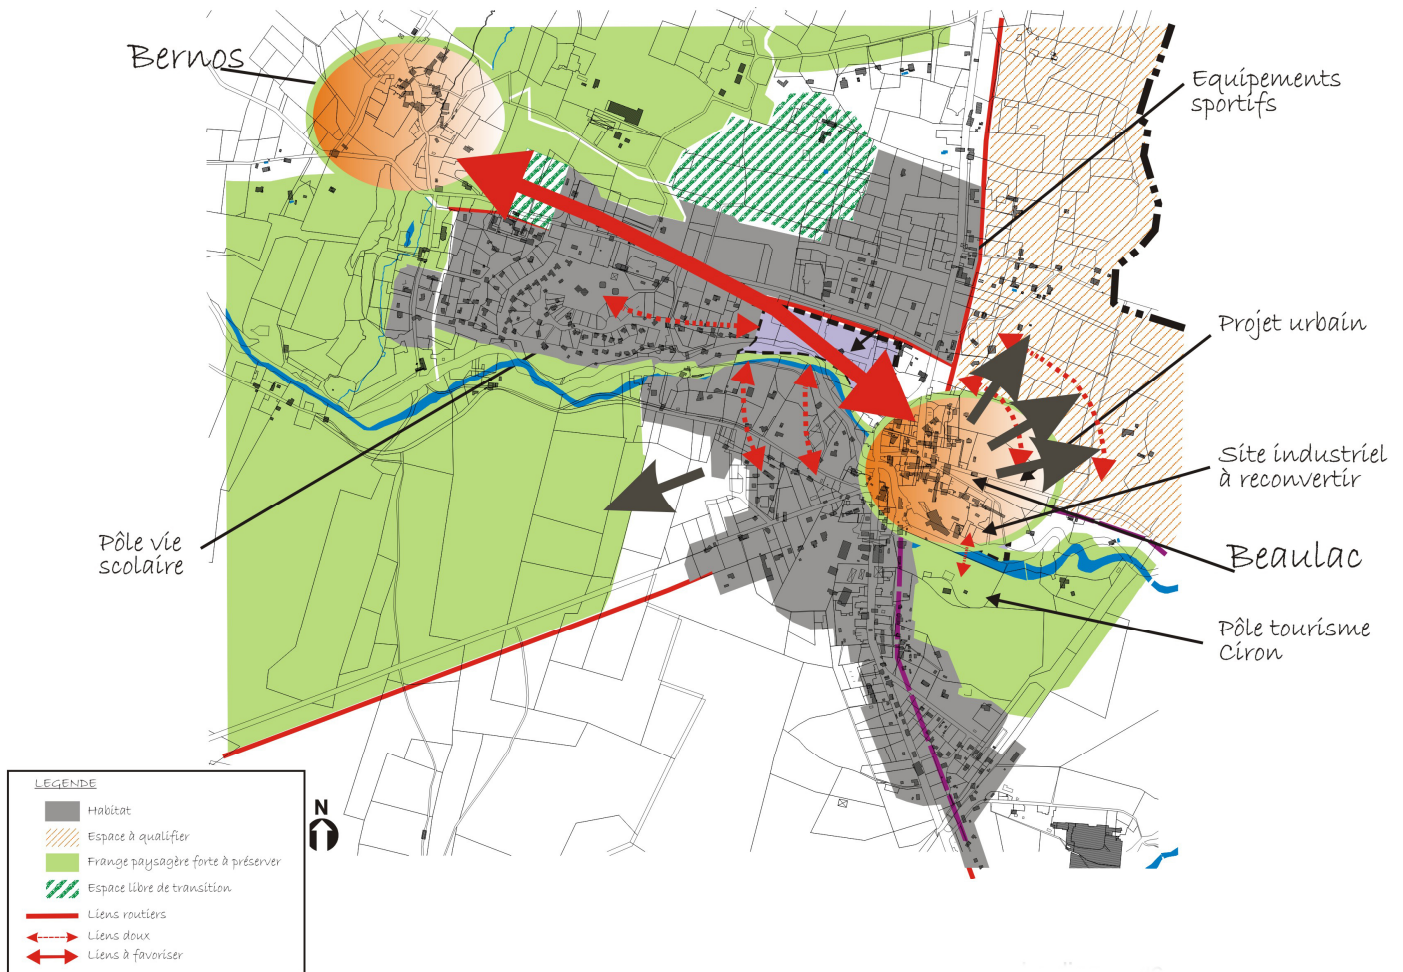 Bernos
Equipements
sportifs
Projet urbain
Site industriel
à reconvertir
Beaulac
Pôle vie
scolaire
Pôle tourisme
Ciron
LEGENDE
Habitat
Espace à qualifier
Frange paysagère forte à préserver
Espace libre de transition
Liens routiers
Liens doux
Liens à favoriser
N